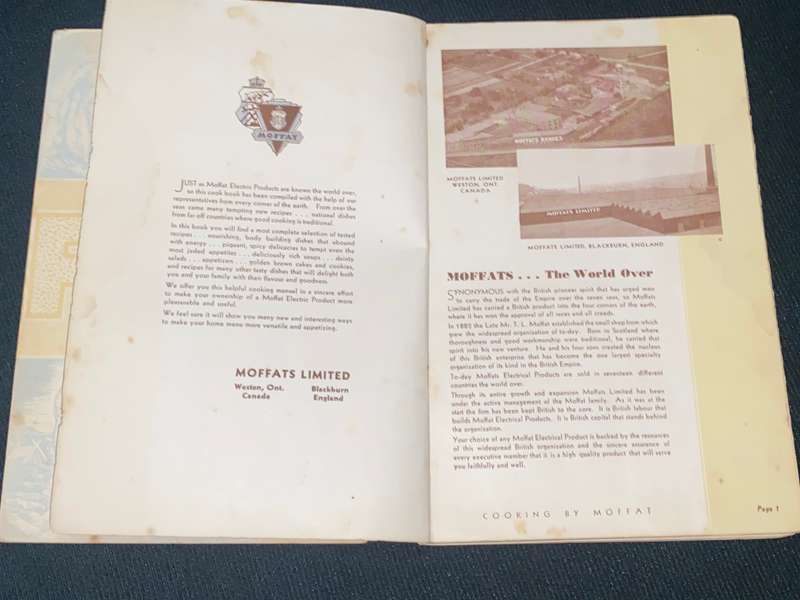 MOFFAT
JUST as Moffat Electric Products are known the world over,
so this cook book has been compiled with the help of our
representatives from every corner of the earth. From over the
seas came many tempting new recipes . . . national dishes
from far off countries where good cooking is traditional.
In this book you will find a most complete selection of tested
recipes . . . nourishing, body building dishes that abound
with energy . . . piquant, spicy delicacies to tempt even the
most jaded appetites . . . deliciously rich soups . . . dainty
salads . . . appetizers . . . golden brown cakes and cookies,
and recipes for many other tasty dishes that will delight both
you and your family with their flavour and goodness.
We offer you this helpful cooking manual in a sincere effort
to make your ownership of a Moffat Electric Product more
pleasurable and useful.
We feel sure it will show you many new and interesting ways
to make your home menu more versatile and appetizing.
MOFFATS LIMITED
Weston, Ont. Blackburn
Canada England
MOFFATS RANGES
MOFFATS LIMITED
WESTON, ONT.
CANADA
MOFFATS LIMITED
MOFFATS LIMITED, BLACKBURN, ENGLAND
MOFFATS . . . The World Over
SYNONYMOUS with the British pioneer spirit that has urged men
to carry the trade of the Empire over the seven seas, so Moffats
Limited has carried a British product into the four corners of the earth,
where it has won the approval of all races and all creeds.
In 1882 the Late Mr. T. L. Moffat established the small shop from which
grew the widespread organisation of to-day. Born in Scotland where
thoroughness and good workmanship were traditional, he carried that
spirit into his new venture. He and his four sons created the nucleus
of this British enterprise that has become the one largest specialty
organisation of its kind in the British Empire.
To-day Moffats Electrical Products are sold in seventeen different
countries the world over.
Through its entire growth and expansion Moffats Limited has been
under the active management of the Moffat family. As it was at the
start the firm has been kept British to the core. It is British labour that
builds Moffat Electrical Products. It is British capital that stands behind
the organisation.
Your choice of any Moffat Electrical Product is backed by the resources
of this widespread British organisation and the sincere assurance of
every executive member that it is a high quality product that will serve
you faithfully and well.
COOKING BY MOFFAT
Page 1